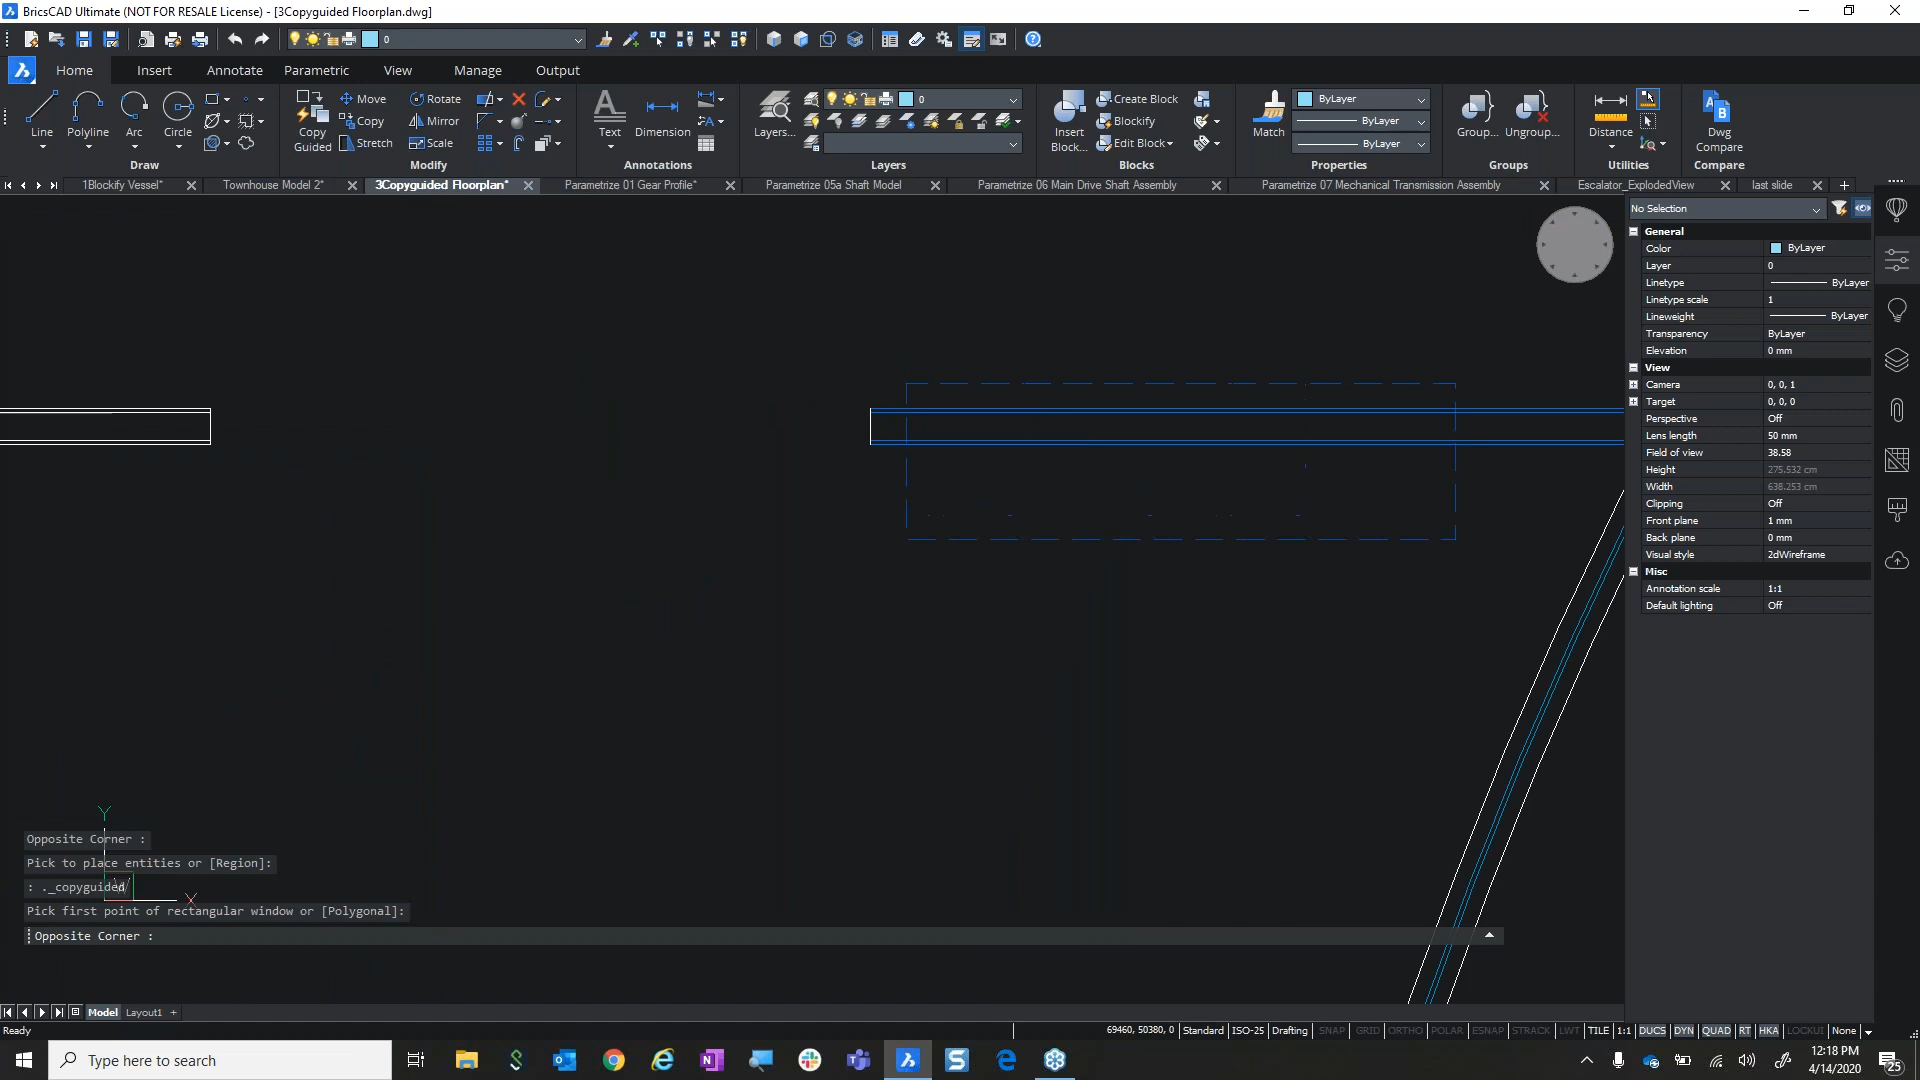 BricsCAD Ultimate (NOT FOR RESALE License) - [3Copyguided Floorplan.dwg]
0
Home Insert Annotate Parametric View Manage Output
Line Polyline Arc Circle
Draw
Copy Guided Move Copy Stretch Rotate Mirror Scale
Modify
Text Dimension
Annotations
Layers... 0
Layers
Insert Block... Create Block Blockify Edit Block
Blocks
Match ByLayer ByLayer ByLayer
Properties
Group... Ungroup...
Groups
Distance
Utilities
Dwg Compare
Compare
1Blockify Vessel* Townhouse Model 2* 3Copyguided Floorplan* Parametrize 01 Gear Profile* Parametrize 05a Shaft Model Parametrize 06 Main Drive Shaft Assembly Parametrize 07 Mechanical Transmission Assembly Escalator_ExplodedView last slide
No Selection
General
Color ByLayer
Layer 0
Linetype ByLayer
Linetype scale 1
Lineweight ByLayer
Transparency ByLayer
Elevation 0 mm
View
Camera 0, 0, 1
Target 0, 0, 0
Perspective Off
Lens length 50 mm
Field of view 38.58
Height 275.532 cm
Width 638.253 cm
Clipping Off
Front plane 1 mm
Back plane 0 mm
Visual style 2dWireframe
Misc
Annotation scale 1:1
Default lighting Off
Y
W
X
Opposite Corner :
Pick to place entities or [Region]:
: ._copyguided
Pick first point of rectangular window or [Polygonal]:
Opposite Corner :
Model Layout1 +
Ready 69460, 50380, 0 Standard ISO-25 Drafting SNAP GRID ORTHO POLAR ESNAP STRACK LWT TILE 1:1 DUCS DYN QUAD RT HKA LOCKUI None
Type here to search
12:18 PM
4/14/2020
25